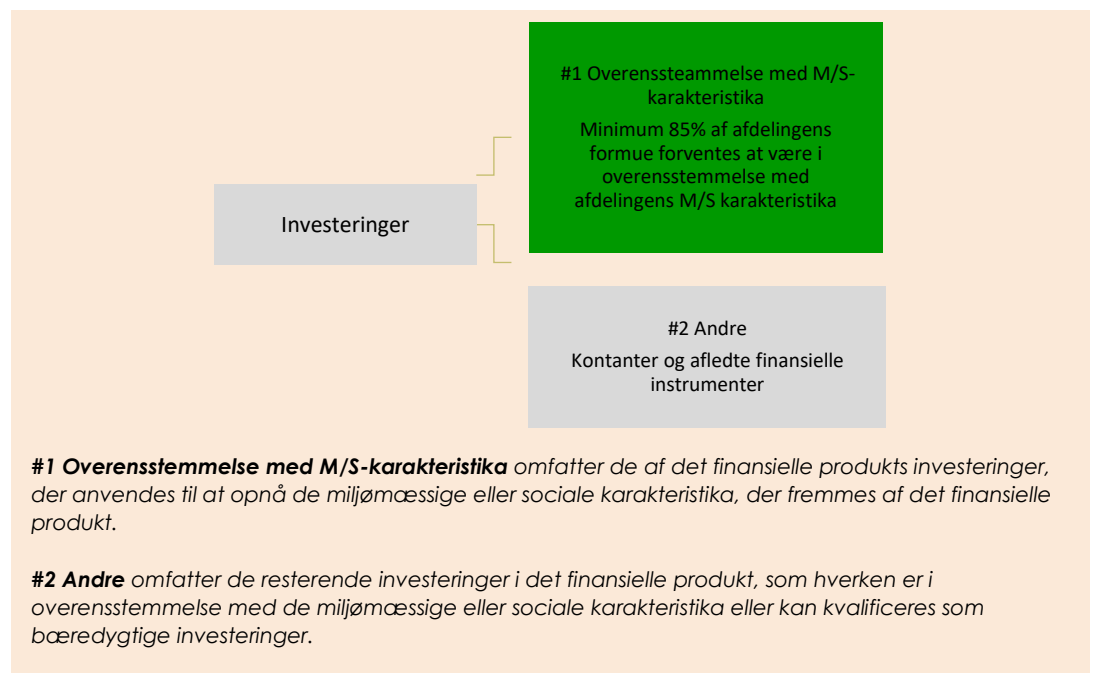 #1 Overenssteammelse med M/S-
karakteristika
Minimum 85% af afdelingens
formue forventes at være i
overensstemmelse med
afdelingens M/S karakteristika
Investeringer
#2 Andre
Kontanter og afledte finansielle
instrumenter
#1 Overensstemmelse med M/S-karakteristika omfatter de af det finansielle produkts investeringer,
der anvendes til at opnå de miljømæssige eller sociale karakteristika, der fremmes af det finansielle
produkt.
#2 Andre omfatter de resterende investeringer i det finansielle produkt, som hverken er i
overensstemmelse med de miljømæssige eller sociale karakteristika eller kan kvalificeres som
bæredygtige investeringer.